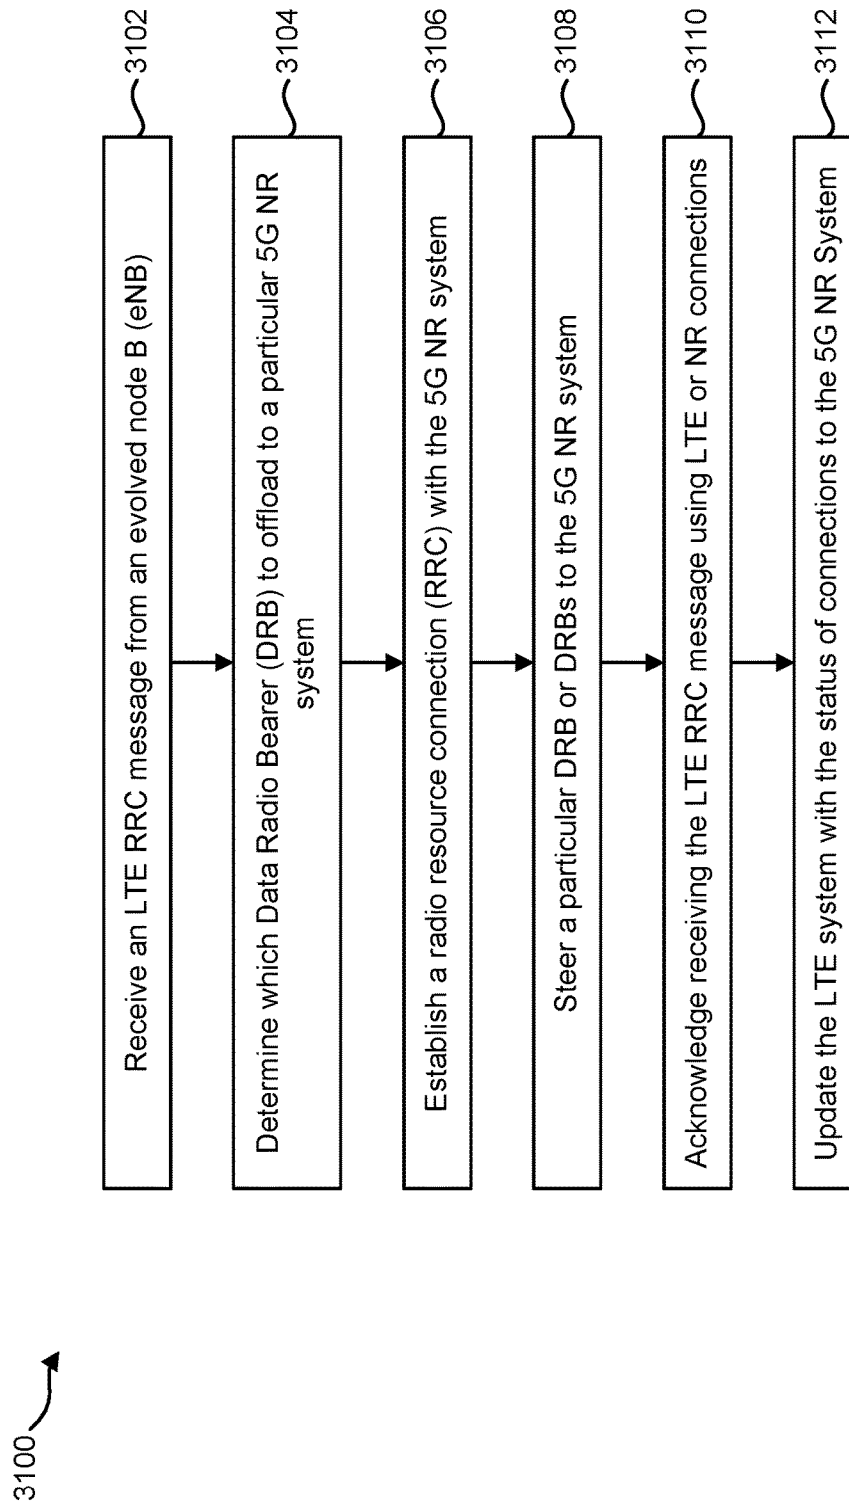 3100
Receive an LTE RRC message from an evolved node B (eNB)
3102
Determine which Data Radio Bearer (DRB) to offload to a particular 5G NR
system
3104
Establish a radio resource connection (RRC) with the 5G NR system
3106
Steer a particular DRB or DRBs to the 5G NR system
3108
Acknowledge receiving the LTE RRC message using LTE or NR connections
3110
Update the LTE system with the status of connections to the 5G NR System
3112